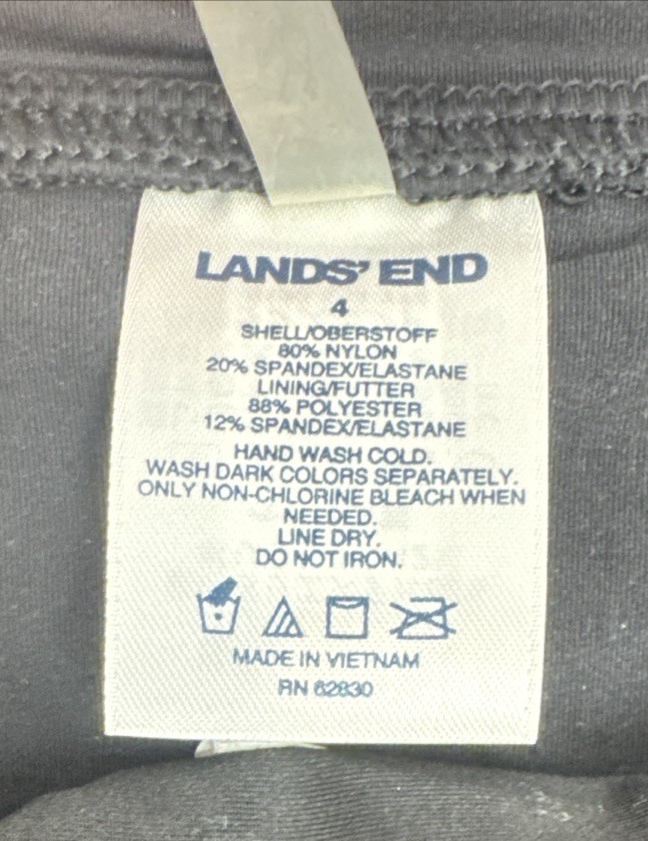 LANDS' END
4
SHELL/OBERSTOFF
80% NYLON
20% SPANDEX/ELASTANE
LINING/FUTTER
88% POLYESTER
12% SPANDEX/ELASTANE
HAND WASH COLD.
WASH DARK COLORS SEPARATELY.
ONLY NON-CHLORINE BLEACH WHEN
NEEDED.
LINE DRY.
DO NOT IRON.
MADE IN VIETNAM
RN 62830